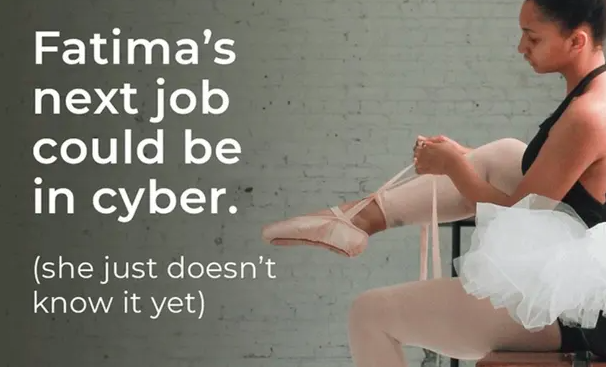 Fatima’s
next job
could be
in cyber.
(she just doesn’t
know it yet)